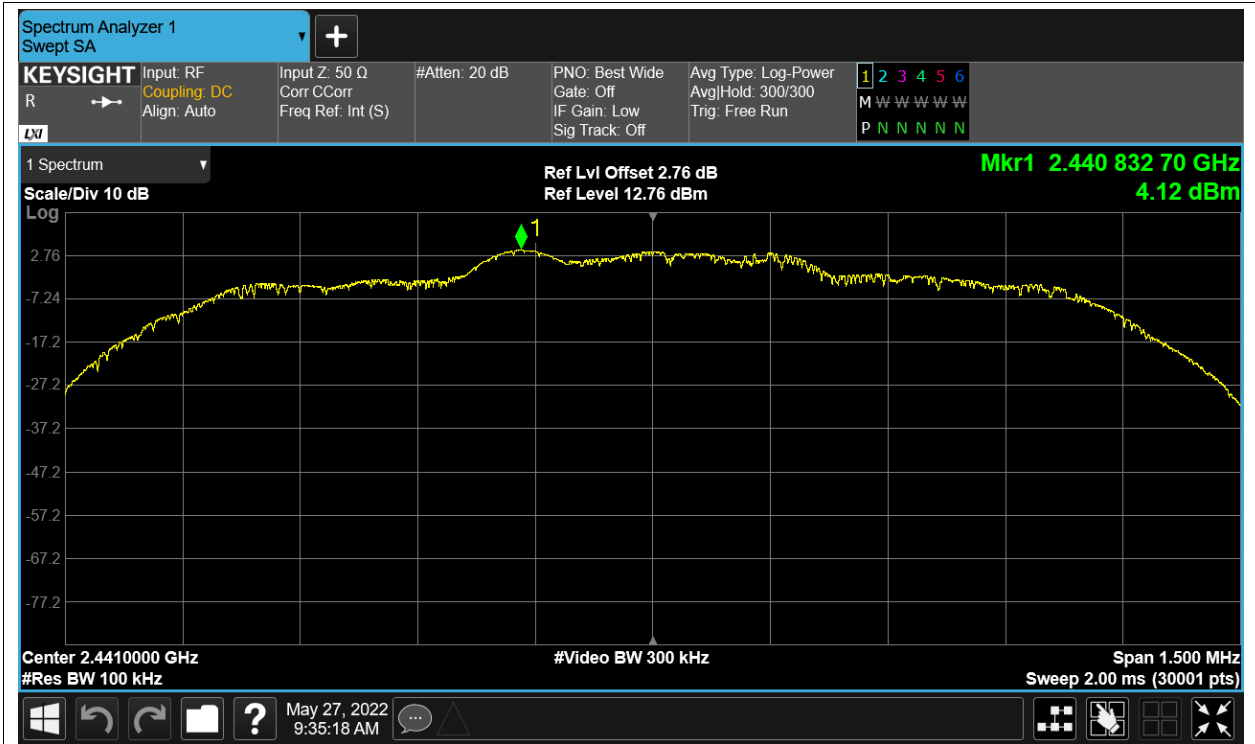 Spectrum Analyzer 1
Swept SA
KEYSIGHT
R
LXI
Input: RF
Coupling: DC
Align: Auto
Input Z: 50 Ω
Corr CCorr
Freq Ref: Int (S)
#Atten: 20 dB
PNO: Best Wide
Gate: Off
IF Gain: Low
Sig Track: Off
Avg Type: Log-Power
Avg|Hold: 300/300
Trig: Free Run
1 2 3 4 5 6
M W W W W W
P N N N N N
1 Spectrum
Scale/Div 10 dB
Ref Lvl Offset 2.76 dB
Ref Level 12.76 dBm
Mkr1 2.440 832 70 GHz
4.12 dBm
Log
1
2.76
-7.24
-17.2
-27.2
-37.2
-47.2
-57.2
-67.2
-77.2
Center 2.4410000 GHz
#Video BW 300 kHz
Span 1.500 MHz
#Res BW 100 kHz
Sweep 2.00 ms (30001 pts)
?
May 27, 2022
9:35:18 AM